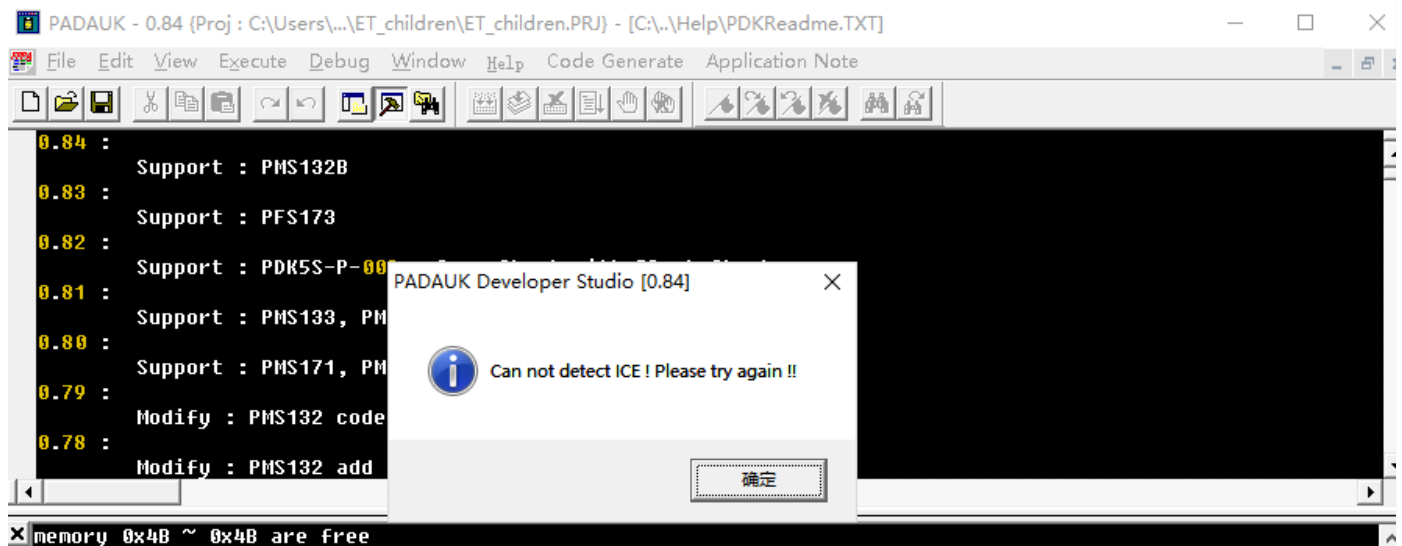 PADAUK - 0.84 {Proj : C:\Users\...\ET_children\ET_children.PRJ} - [C:\..\Help\PDKReadme.TXT]
File Edit View Execute Debug Window Help Code Generate Application Note
0.84 :
Support : PMS132B
0.83 :
Support : PFS173
0.82 :
Support : PDK5S-P-00
0.81 :
Support : PMS133, PM
0.80 :
Support : PMS171, PM
0.79 :
Modify : PMS132 code
0.78 :
Modify : PMS132 add
PADAUK Developer Studio [0.84]
Can not detect ICE ! Please try again !!
确定
memory 0x4B ~ 0x4B are free